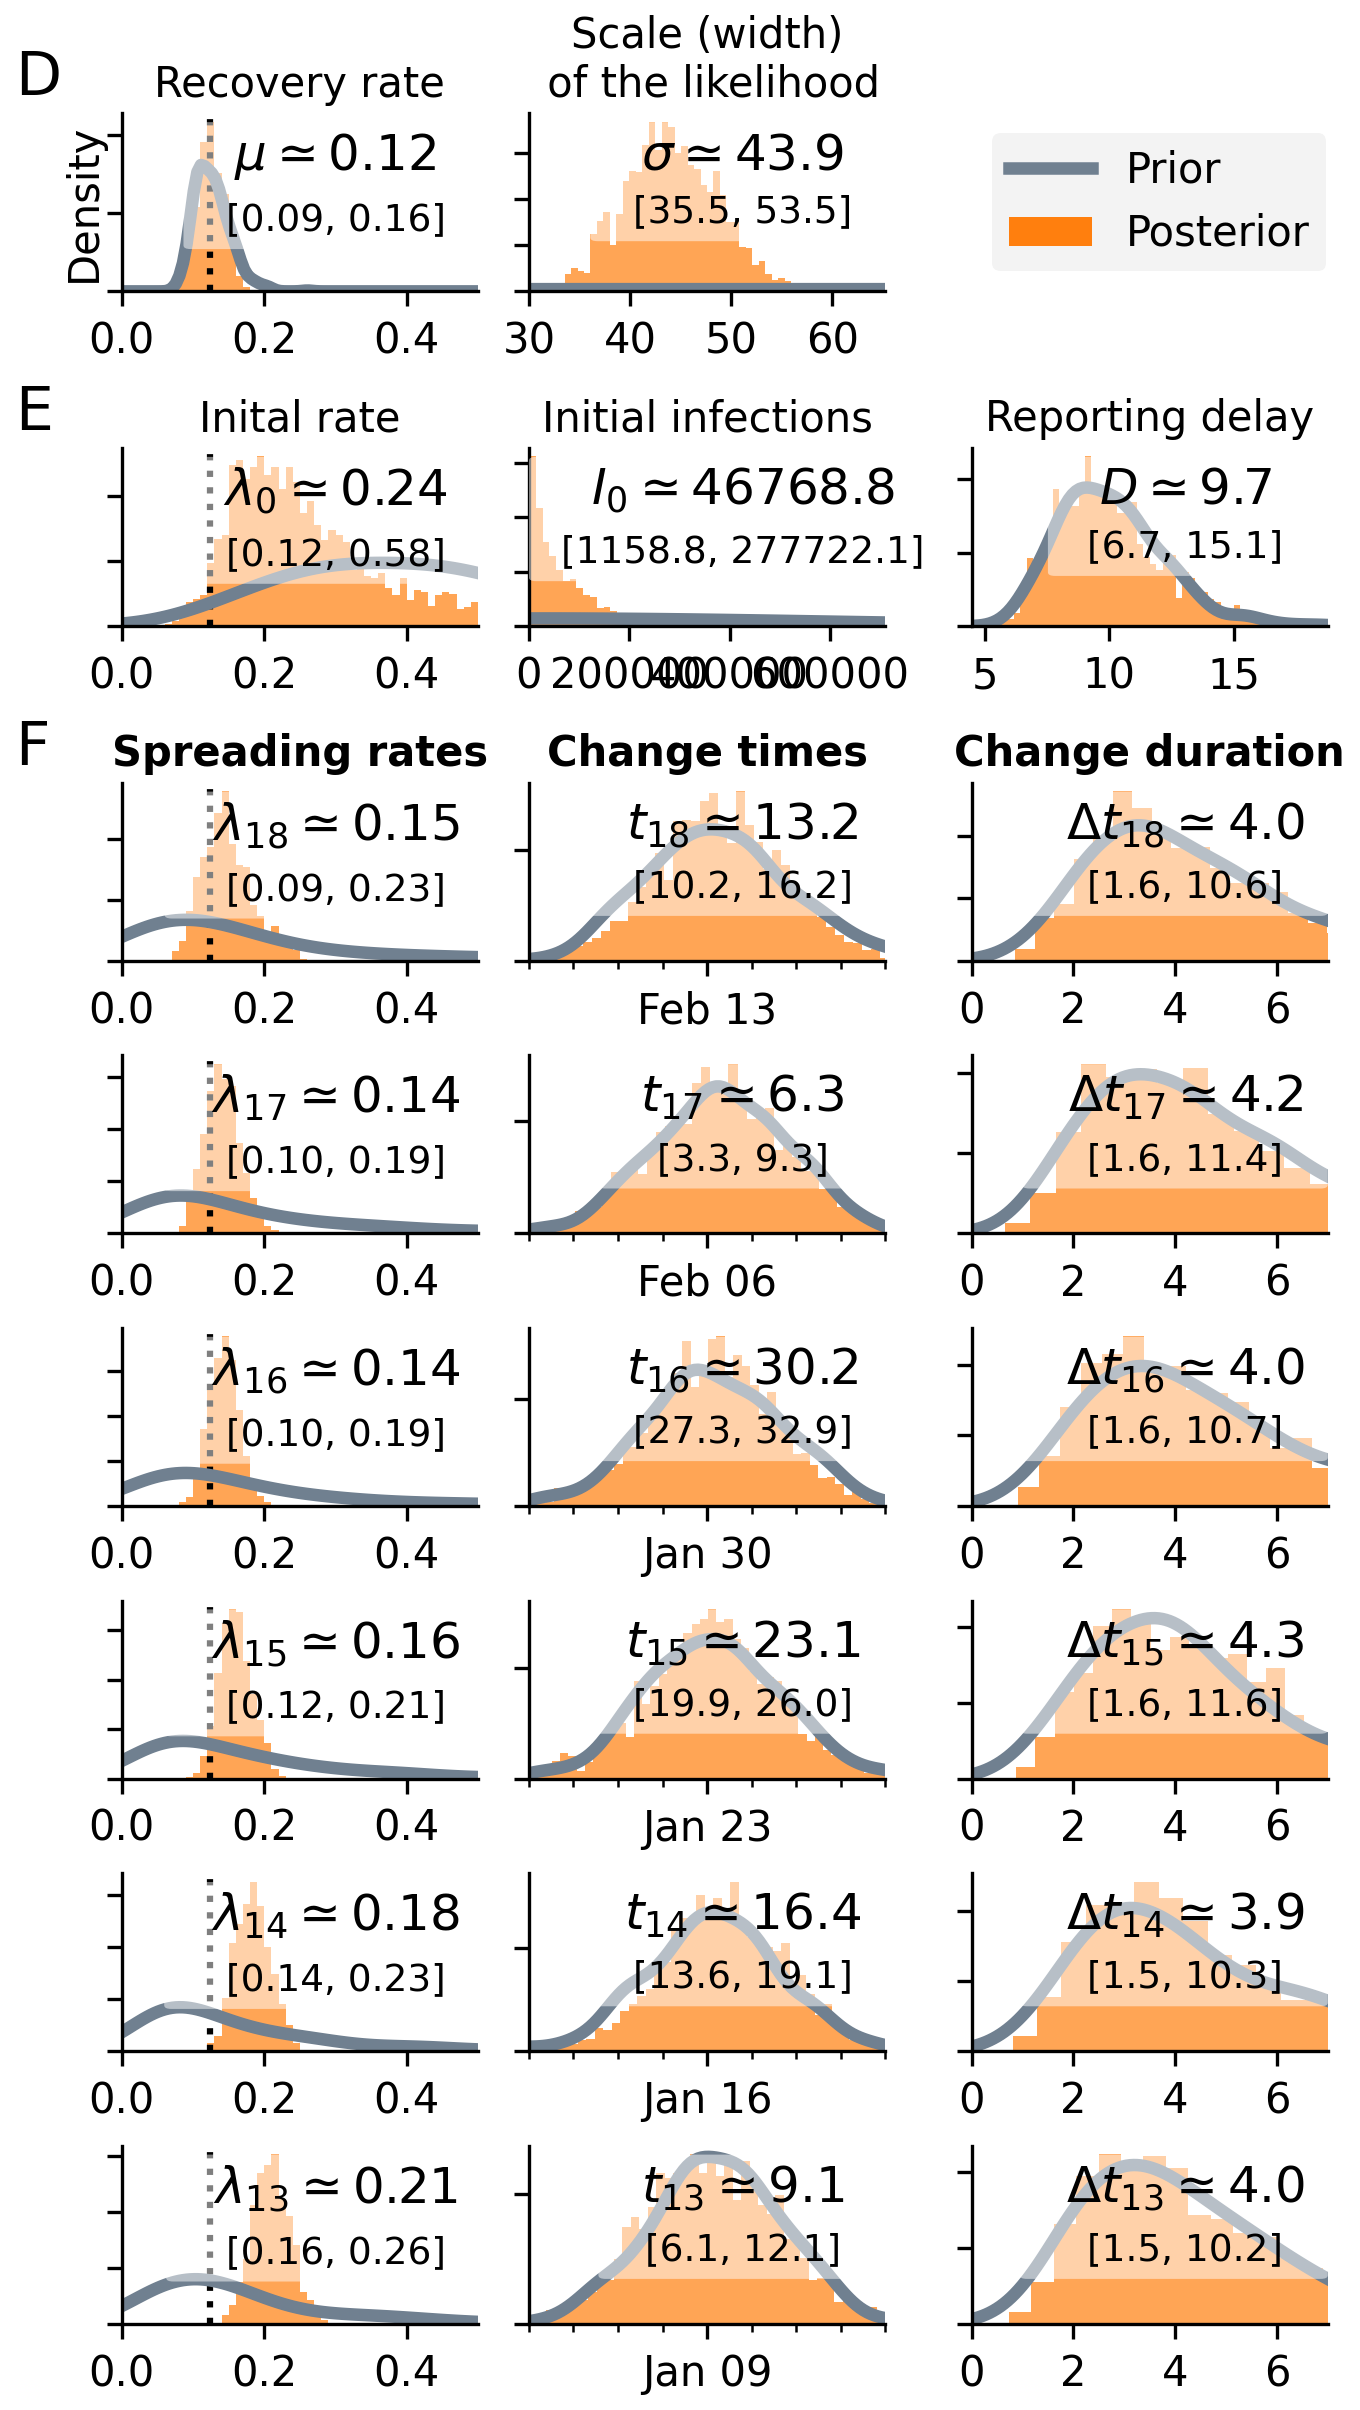 D
Recovery rate
Scale (width)
of the likelihood
Density
μ ≃ 0.12
[0.09, 0.16]
0.0 0.2 0.4
σ ≃ 43.9
[35.5, 53.5]
30 40 50 60
Prior
Posterior
E
Inital rate
λ0 ≃ 0.24
[0.12, 0.58]
0.0 0.2 0.4
Initial infections
I0 ≃ 46768.8
[1158.8, 277722.1]
0 200000 400000 600000
Reporting delay
D ≃ 9.7
[6.7, 15.1]
5 10 15
F
Spreading rates Change times Change duration
λ18 ≃ 0.15
[0.09, 0.23]
0.0 0.2 0.4
t18 ≃ 13.2
[10.2, 16.2]
Feb 13
Δt18 ≃ 4.0
[1.6, 10.6]
0 2 4 6
λ17 ≃ 0.14
[0.10, 0.19]
0.0 0.2 0.4
t17 ≃ 6.3
[3.3, 9.3]
Feb 06
Δt17 ≃ 4.2
[1.6, 11.4]
0 2 4 6
λ16 ≃ 0.14
[0.10, 0.19]
0.0 0.2 0.4
t16 ≃ 30.2
[27.3, 32.9]
Jan 30
Δt16 ≃ 4.0
[1.6, 10.7]
0 2 4 6
λ15 ≃ 0.16
[0.12, 0.21]
0.0 0.2 0.4
t15 ≃ 23.1
[19.9, 26.0]
Jan 23
Δt15 ≃ 4.3
[1.6, 11.6]
0 2 4 6
λ14 ≃ 0.18
[0.14, 0.23]
0.0 0.2 0.4
t14 ≃ 16.4
[13.6, 19.1]
Jan 16
Δt14 ≃ 3.9
[1.5, 10.3]
0 2 4 6
λ13 ≃ 0.21
[0.16, 0.26]
0.0 0.2 0.4
t13 ≃ 9.1
[6.1, 12.1]
Jan 09
Δt13 ≃ 4.0
[1.5, 10.2]
0 2 4 6